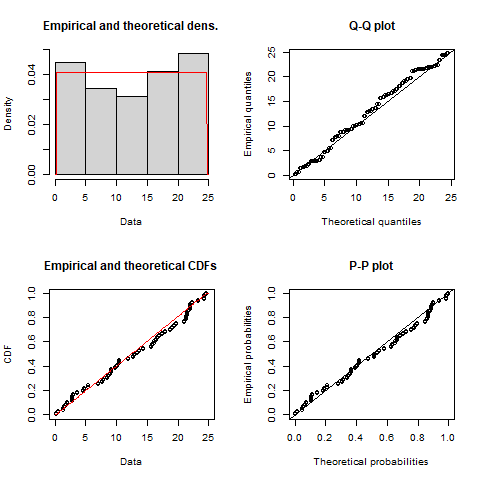 Empirical and theoretical dens.
Density
0.00 0.02 0.04
0 5 10 15 20 25
Data
Q-Q plot
Empirical quantiles
0 5 10 15 20 25
0 5 10 15 20 25
Theoretical quantiles
Empirical and theoretical CDFs
CDF
0.0 0.2 0.4 0.6 0.8 1.0
0 5 10 15 20 25
Data
P-P plot
Empirical probabilities
0.0 0.2 0.4 0.6 0.8 1.0
0.0 0.2 0.4 0.6 0.8 1.0
Theoretical probabilities